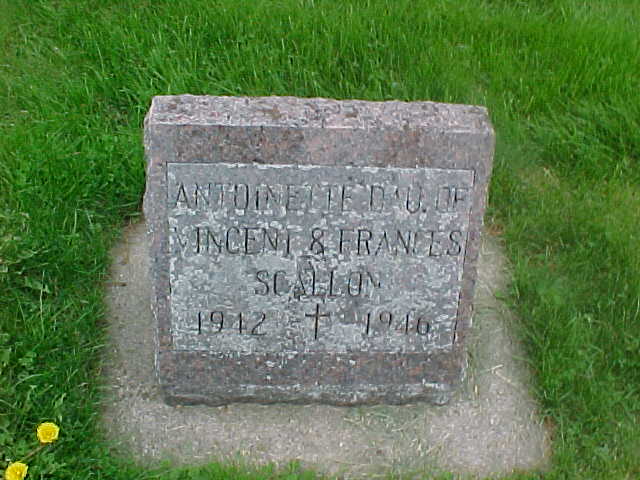 ANTOINETTE DAU. OF
VINCENT & FRANCES
SCALLON
1942 ✝ 1946